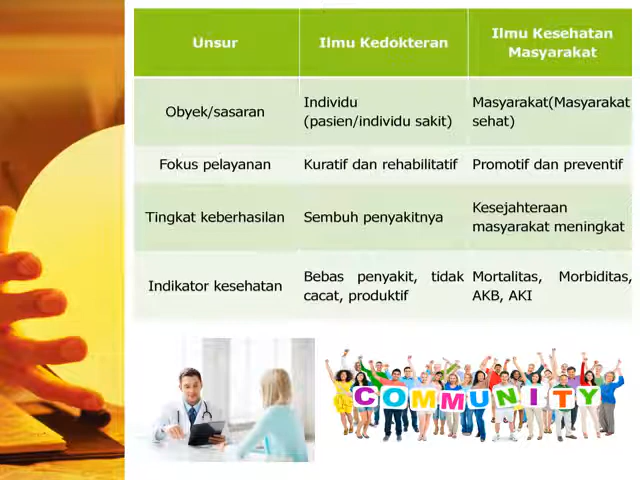 Unsur
Ilmu Kedokteran
Ilmu Kesehatan
Masyarakat
Obyek/sasaran
Individu
(pasien/individu sakit)
Masyarakat(Masyarakat
sehat)
Fokus pelayanan
Kuratif dan rehabilitatif
Promotif dan preventif
Tingkat keberhasilan
Sembuh penyakitnya
Kesejahteraan
masyarakat meningkat
Indikator kesehatan
Bebas penyakit, tidak
cacat, produktif
Mortalitas, Morbiditas,
AKB, AKI
COMMUNITY